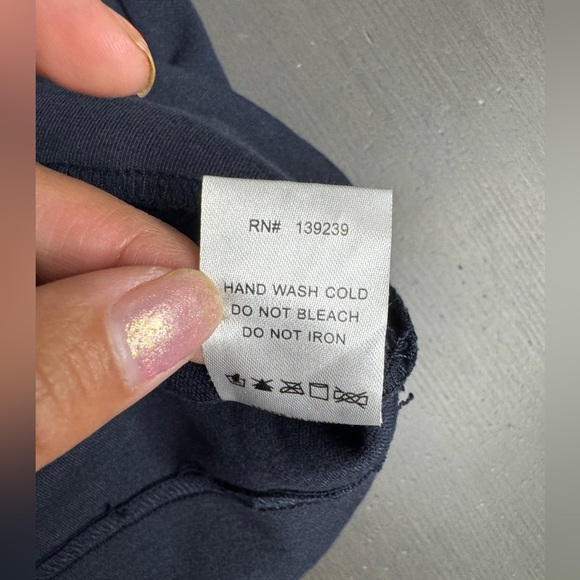 RN# 139239
HAND WASH COLD
DO NOT BLEACH
DO NOT IRON